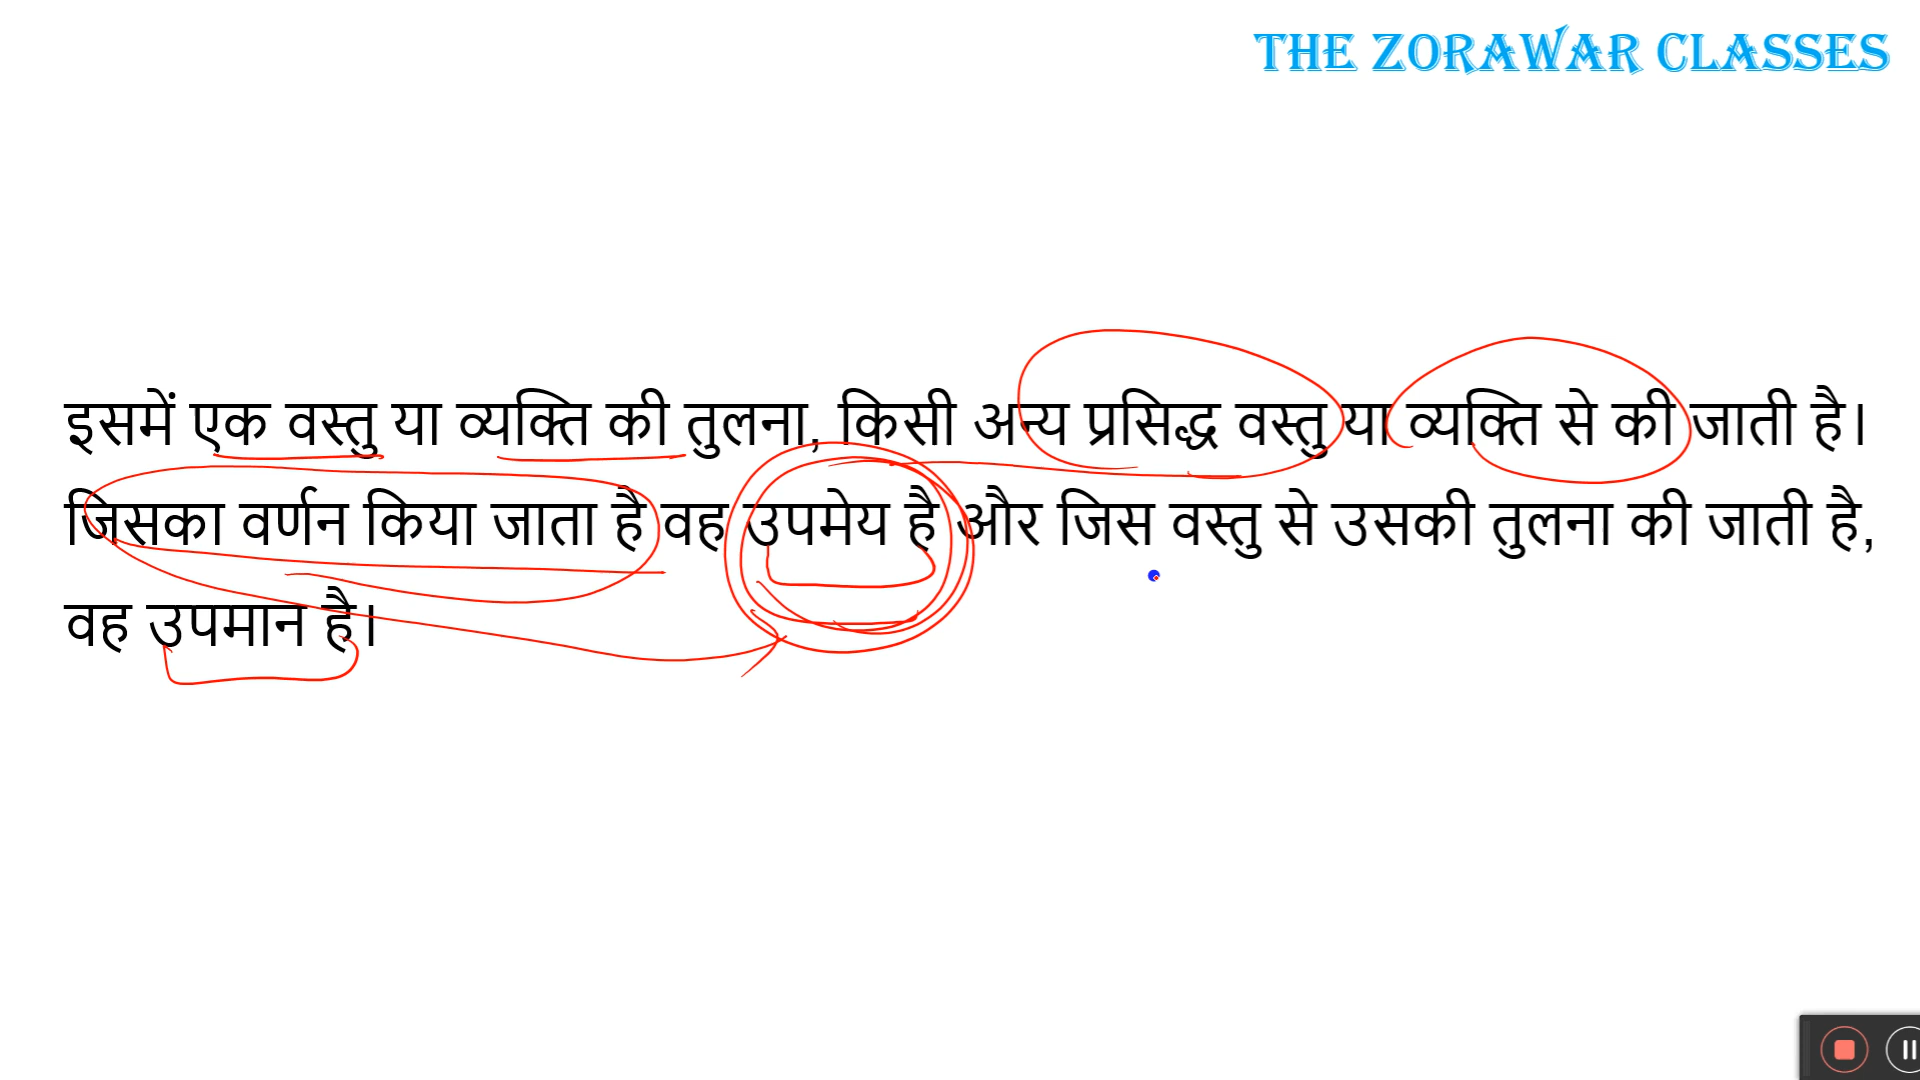 THE ZORAWAR CLASSES
इसमें एक वस्तु या व्यक्ति की तुलना, किसी अन्य प्रसिद्ध वस्तु या व्यक्ति से की जाती है।
जिसका वर्णन किया जाता है वह उपमेय है और जिस वस्तु से उसकी तुलना की जाती है,
वह उपमान है।